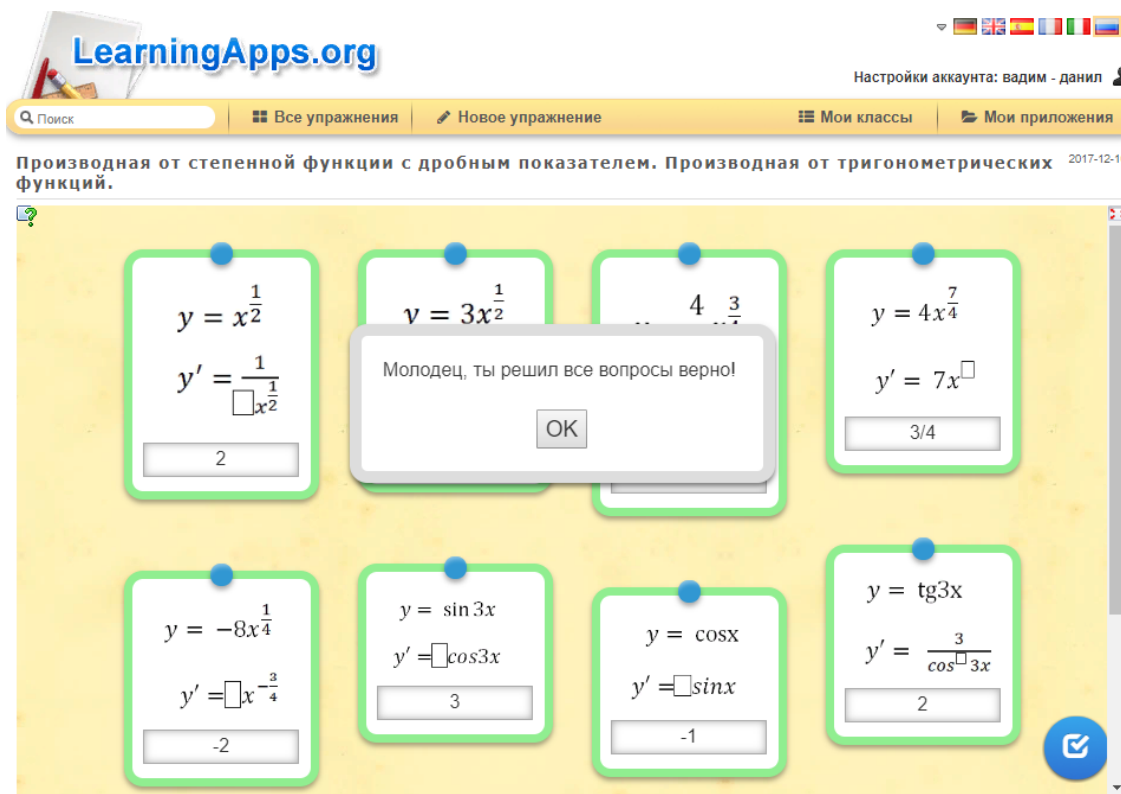 LearningApps.org
Настройки аккаунта: вадим - данил
Поиск
Все упражнения
Новое упражнение
Мои классы
Мои приложения
Производная от степенной функции с дробным показателем. Производная от тригонометрических
функций.
y = x^{1/2}
y' = 1/(□x^{1/2})
2
y = 3x^{1/2}
4 3
y = 4x^{7/4}
y' = 7x^□
3/4
Молодец, ты решил все вопросы верно!
OK
y = −8x^{1/4}
y' =□x^{−3/4}
-2
y = sin 3x
y' =□cos3x
3
y = cosx
y' =□sinx
-1
y = tg3x
y' = 3/(cos^□ 3x)
2